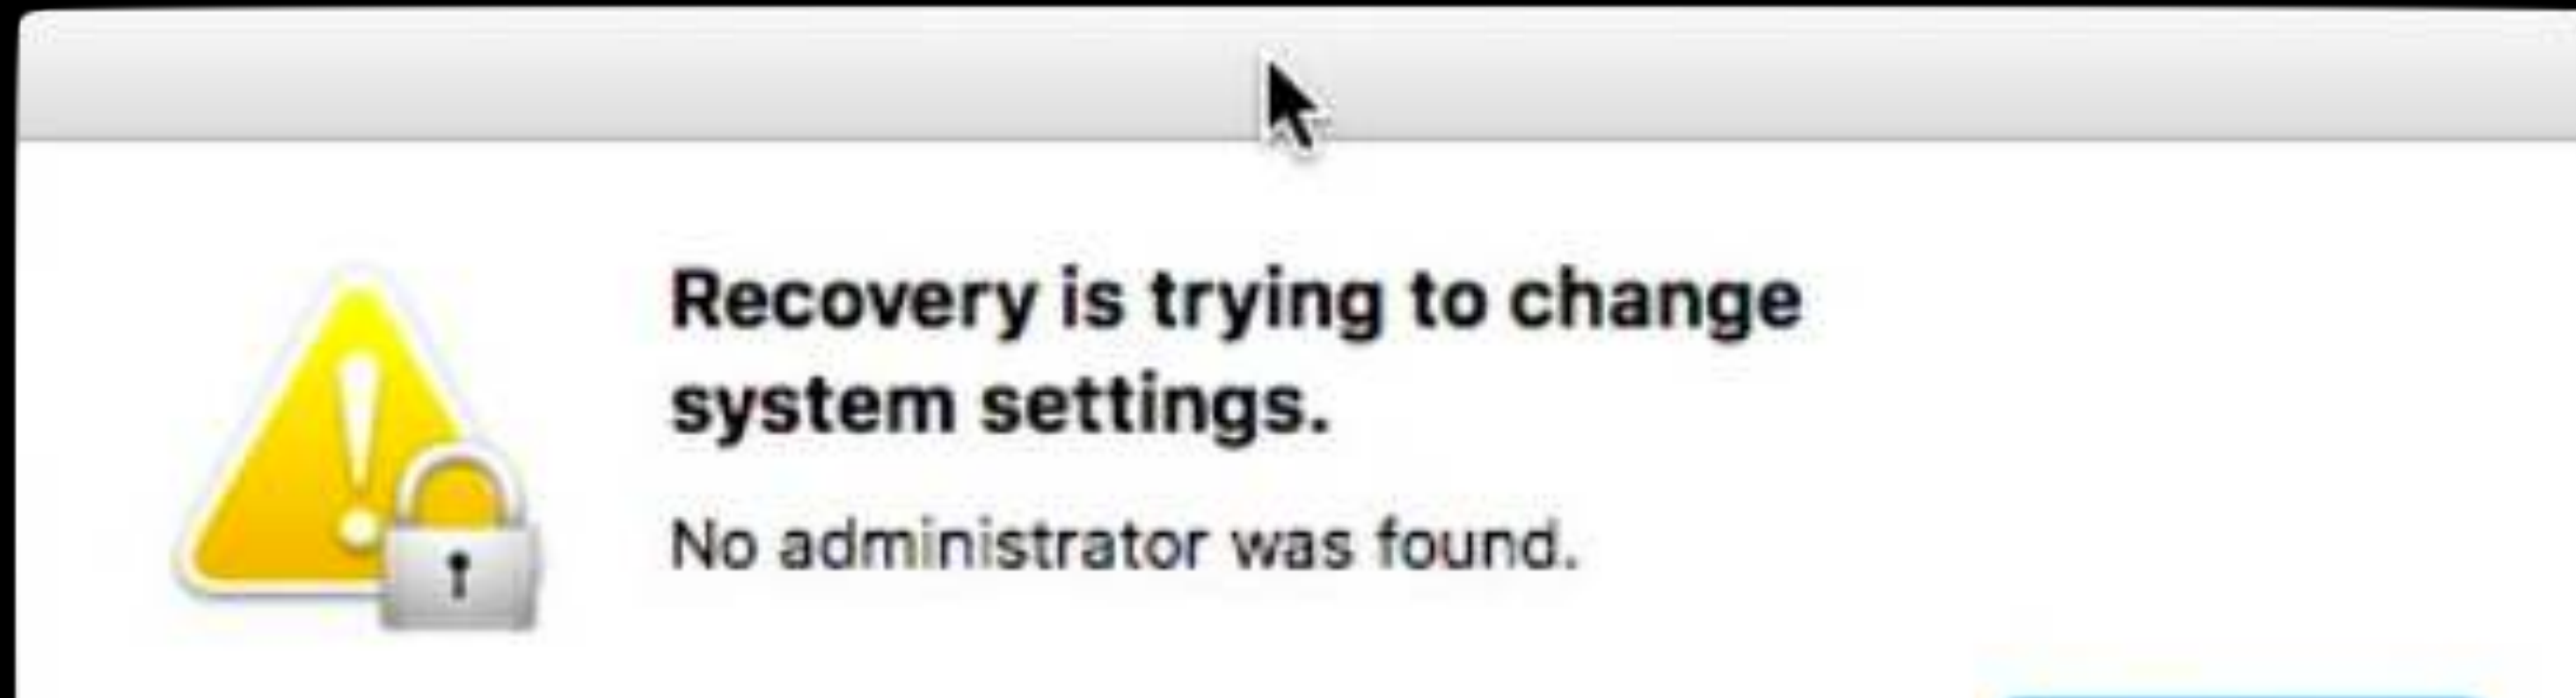 Recovery is trying to change
system settings.
No administrator was found.